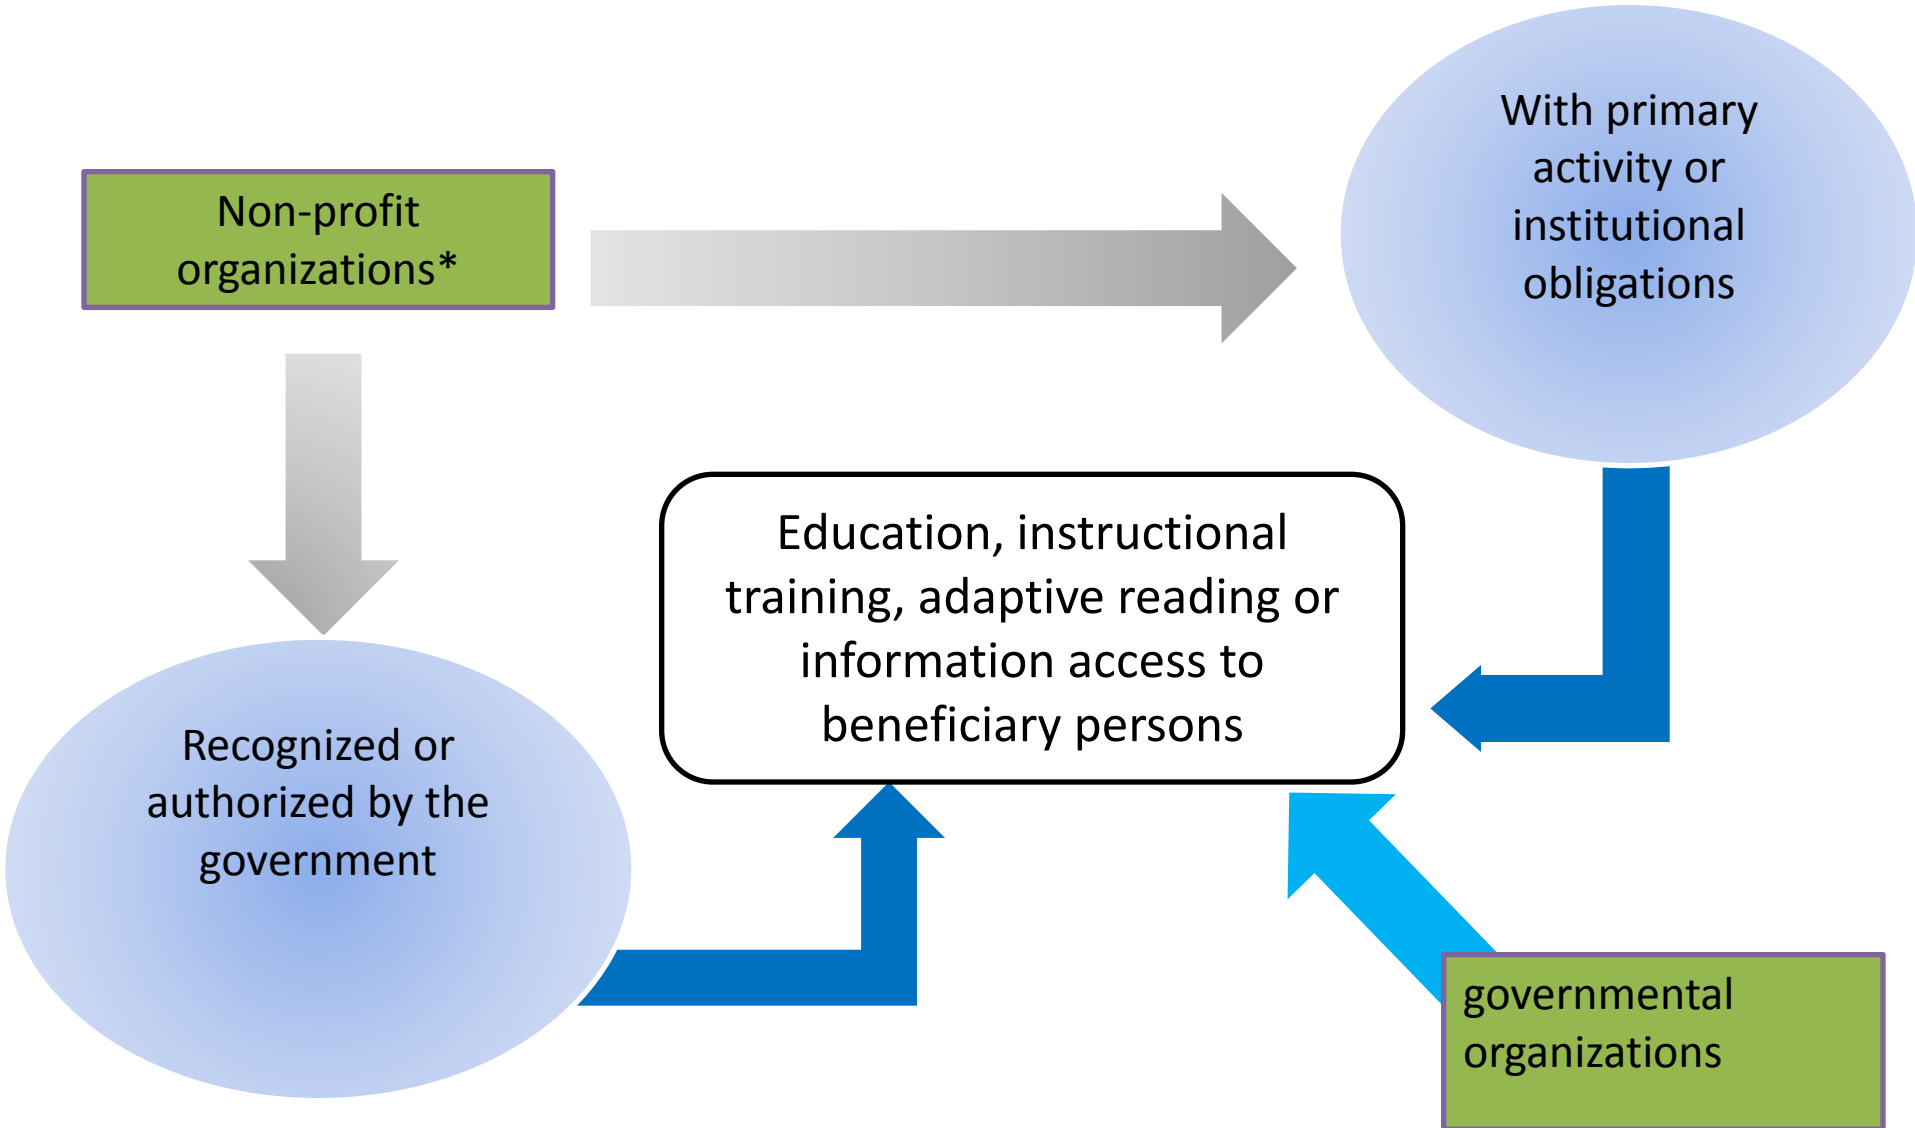 Non-profit
organizations*
With primary
activity or
institutional
obligations
Education, instructional
training, adaptive reading or
information access to
beneficiary persons
Recognized or
authorized by the
government
governmental
organizations